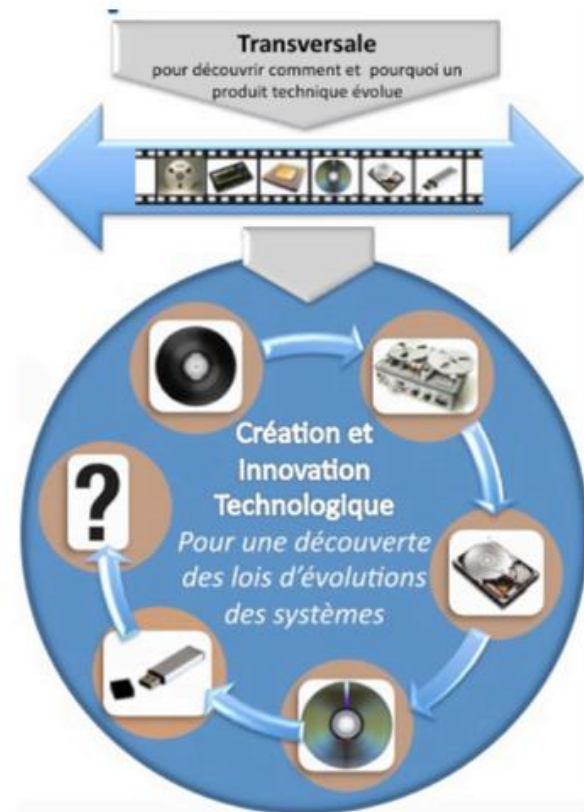 Transversale
pour découvrir comment et pourquoi un
produit technique évolue
Création et
Innovation
Technologique
Pour une découverte
des lois d'évolutions
des systèmes
?